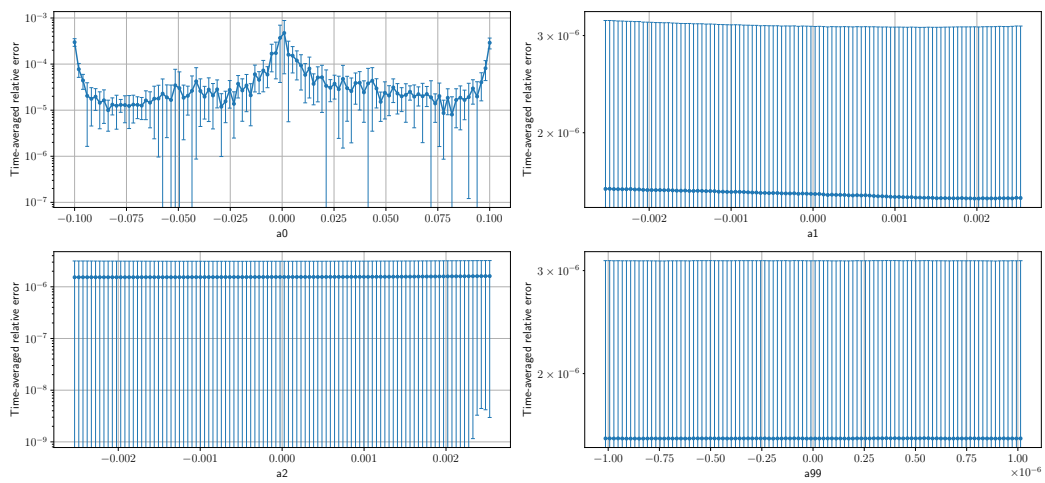 Time-averaged relative error
10⁻³
10⁻⁴
10⁻⁵
10⁻⁶
10⁻⁷
−0.100 −0.075 −0.050 −0.025 0.000 0.025 0.050 0.075 0.100
a0
Time-averaged relative error
3 × 10⁻⁶
2 × 10⁻⁶
−0.002 −0.001 0.000 0.001 0.002
a1
Time-averaged relative error
10⁻⁶
10⁻⁷
10⁻⁸
10⁻⁹
−0.002 −0.001 0.000 0.001 0.002
a2
Time-averaged relative error
3 × 10⁻⁶
2 × 10⁻⁶
−1.00 −0.75 −0.50 −0.25 0.00 0.25 0.50 0.75 1.00
×10⁻⁶
a99